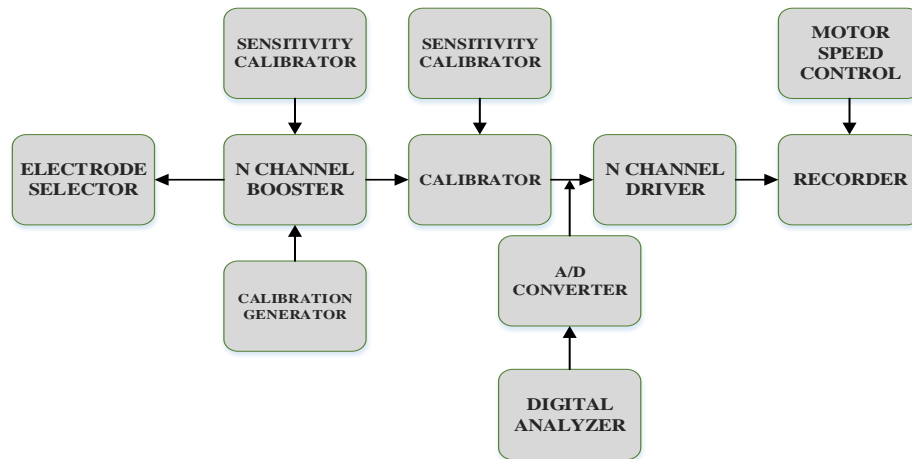 SENSITIVITY
CALIBRATOR
SENSITIVITY
CALIBRATOR
MOTOR
SPEED
CONTROL
ELECTRODE
SELECTOR
N CHANNEL
BOOSTER
CALIBRATOR
N CHANNEL
DRIVER
RECORDER
CALIBRATION
GENERATOR
A/D
CONVERTER
DIGITAL
ANALYZER